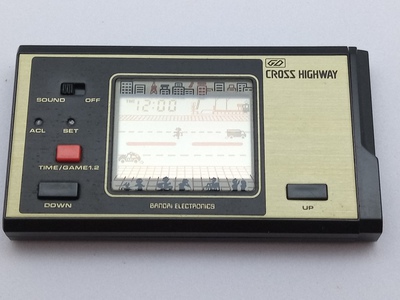 GD
CROSS HIGHWAY
SOUND OFF
12:00
ACL SET
TIME/GAME1.2
DOWN
UP
BANDAI ELECTRONICS